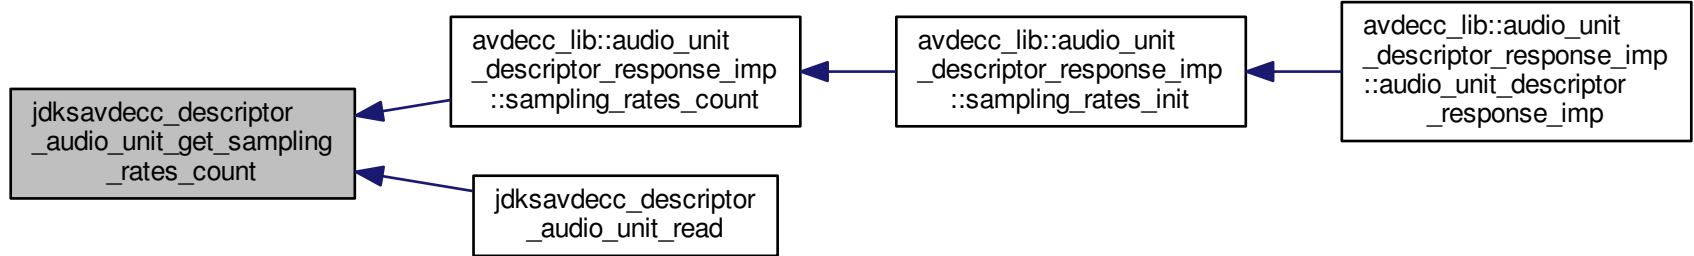 jdksavdecc_descriptor
_audio_unit_get_sampling
_rates_count
avdecc_lib::audio_unit
_descriptor_response_imp
::sampling_rates_count
jdksavdecc_descriptor
_audio_unit_read
avdecc_lib::audio_unit
_descriptor_response_imp
::sampling_rates_init
avdecc_lib::audio_unit
_descriptor_response_imp
::audio_unit_descriptor
_response_imp